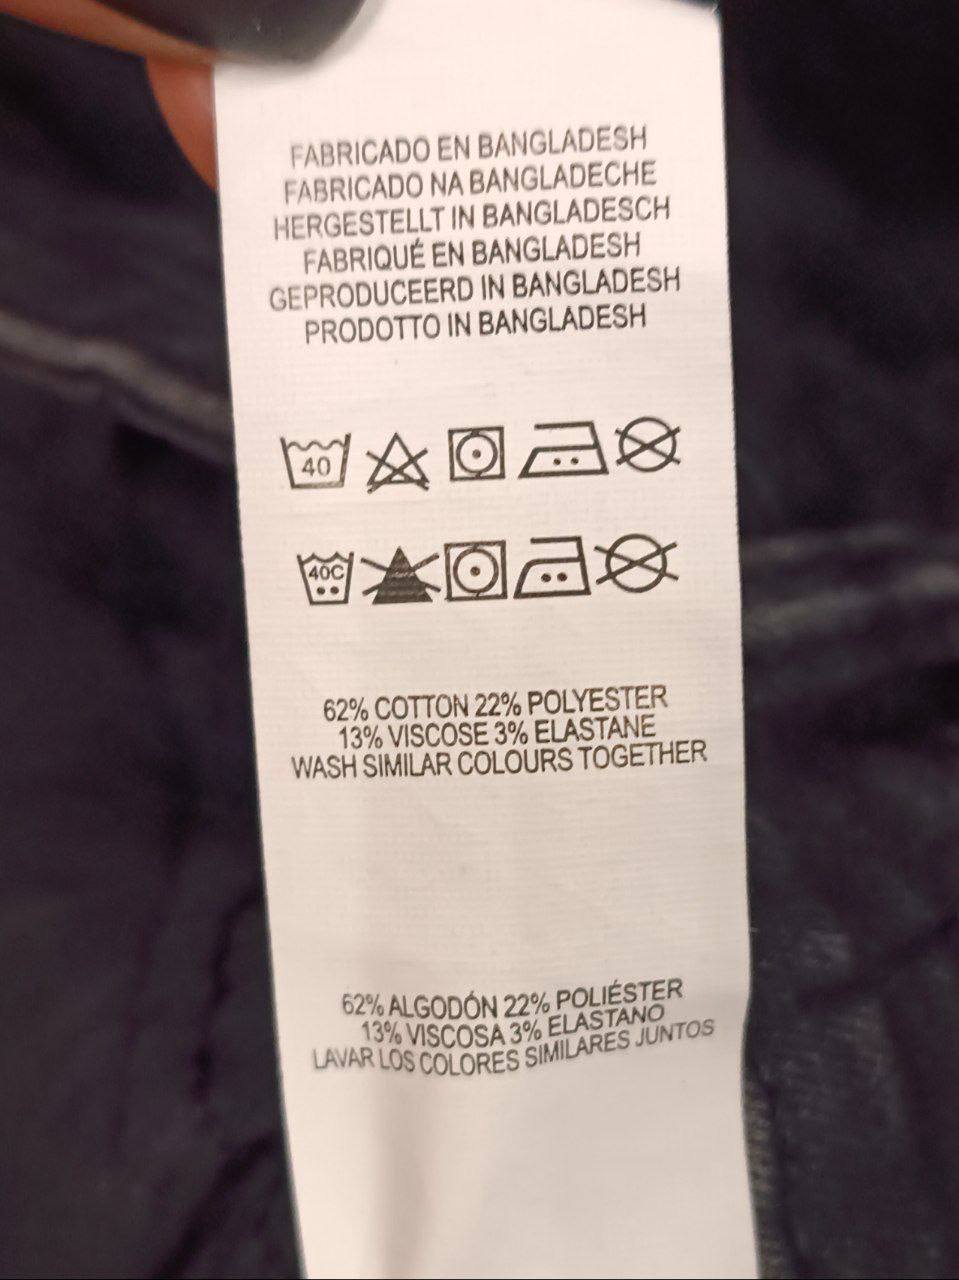 FABRICADO EN BANGLADESH
FABRICADO NA BANGLADECHE
HERGESTELLT IN BANGLADESCH
FABRIQUÉ EN BANGLADESH
GEPRODUCEERD IN BANGLADESH
PRODOTTO IN BANGLADESH
40
40C
62% COTTON 22% POLYESTER
13% VISCOSE 3% ELASTANE
WASH SIMILAR COLOURS TOGETHER
62% ALGODÓN 22% POLIÉSTER
13% VISCOSA 3% ELASTANO
LAVAR LOS COLORES SIMILARES JUNTOS